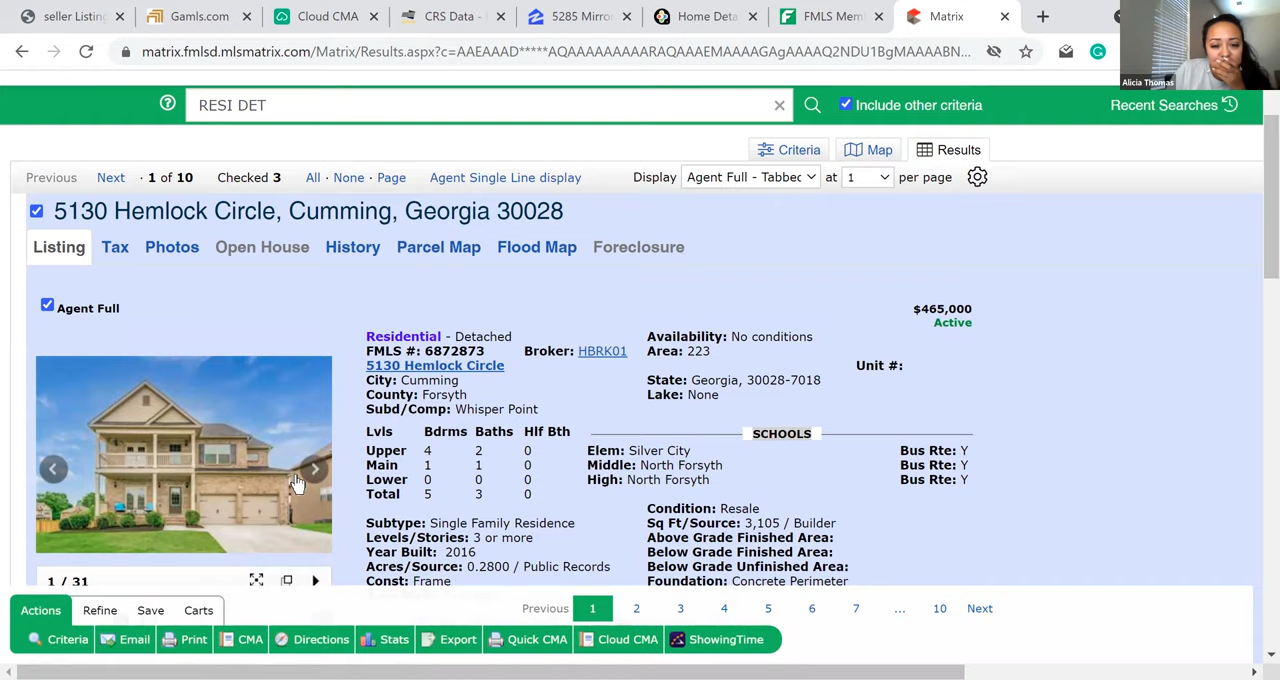 seller Listing
Gamls.com
Cloud CMA
CRS Data -
5285 Mirro
Home Deta
FMLS Mem
Matrix
matrix.fmlsd.mlsmatrix.com/Matrix/Results.aspx?c=AAEAAAD*****AQAAAAAAAAARAQAAAEMAAAAGAgAAAAQ2NDU1BgMAAAABN...
Alicia Thomas
RESI DET
Include other criteria
Recent Searches
Criteria
Map
Results
Previous Next · 1 of 10 Checked 3 All · None · Page Agent Single Line display Display Agent Full - Tabbec at 1 per page
5130 Hemlock Circle, Cumming, Georgia 30028
Listing Tax Photos Open House History Parcel Map Flood Map Foreclosure
Agent Full
$465,000
Active
Residential - Detached Availability: No conditions
FMLS #: 6872873 Broker: HBRK01 Area: 223
5130 Hemlock Circle Unit #:
City: Cumming State: Georgia, 30028-7018
County: Forsyth Lake: None
Subd/Comp: Whisper Point
Lvls Bdrms Baths Hlf Bth SCHOOLS
Upper 4 2 0 Elem: Silver City Bus Rte: Y
Main 1 1 0 Middle: North Forsyth Bus Rte: Y
Lower 0 0 0 High: North Forsyth Bus Rte: Y
Total 5 3 0
Condition: Resale
Subtype: Single Family Residence Sq Ft/Source: 3,105 / Builder
Levels/Stories: 3 or more Above Grade Finished Area:
Year Built: 2016 Below Grade Finished Area:
Acres/Source: 0.2800 / Public Records Below Grade Unfinished Area:
Const: Frame Foundation: Concrete Perimeter
1 / 31
Actions Refine Save Carts
Previous 1 2 3 4 5 6 7 ... 10 Next
Criteria Email Print CMA Directions Stats Export Quick CMA Cloud CMA ShowingTime